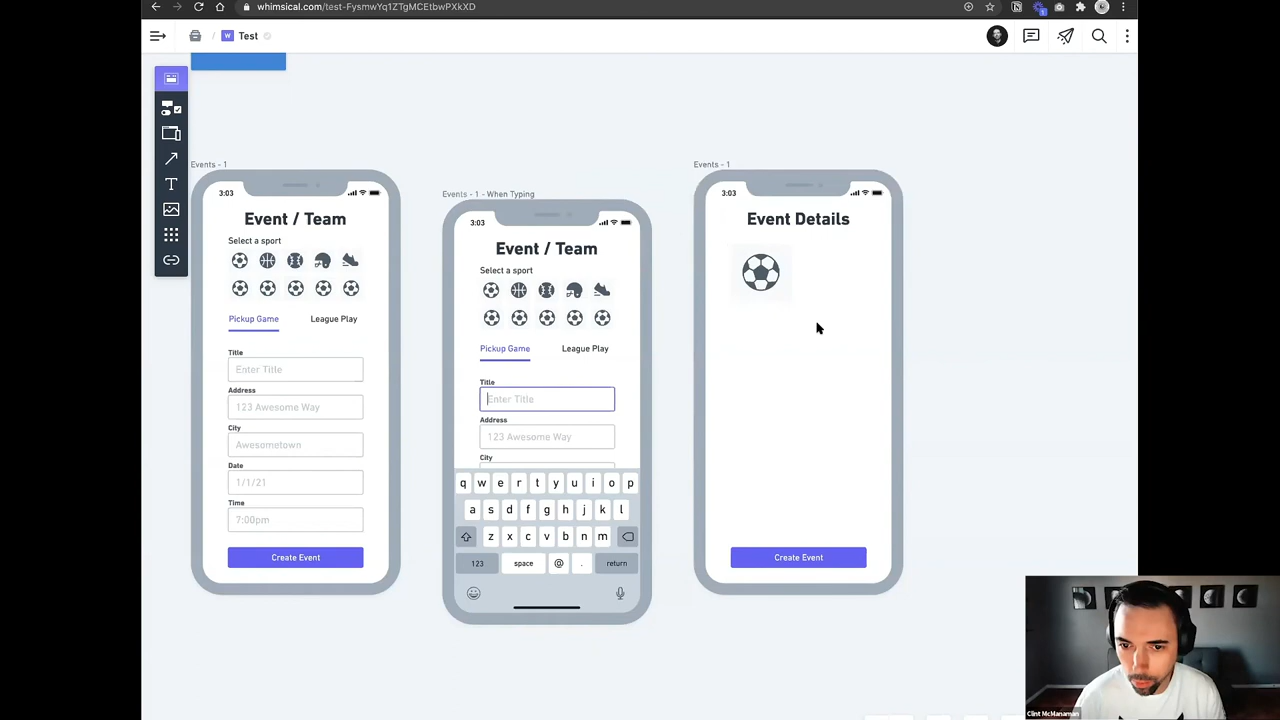 whimsical.com/test-FysmwYq1ZTgMCEtbwPXkXD
/ W Test
Events - 1
3:03
Event / Team
Select a sport
Pickup Game League Play
Title
Enter Title
Address
123 Awesome Way
City
Awesometown
Date
1/1/21
Time
7:00pm
Create Event
Events - 1 - When Typing
3:03
Event / Team
Select a sport
Pickup Game League Play
Title
Enter Title
Address
123 Awesome Way
City
q w e r t y u i o p
a s d f g h j k l
z x c v b n m
123 space @ . return
Events - 1
3:03
Event Details
Create Event
Clint McManaman